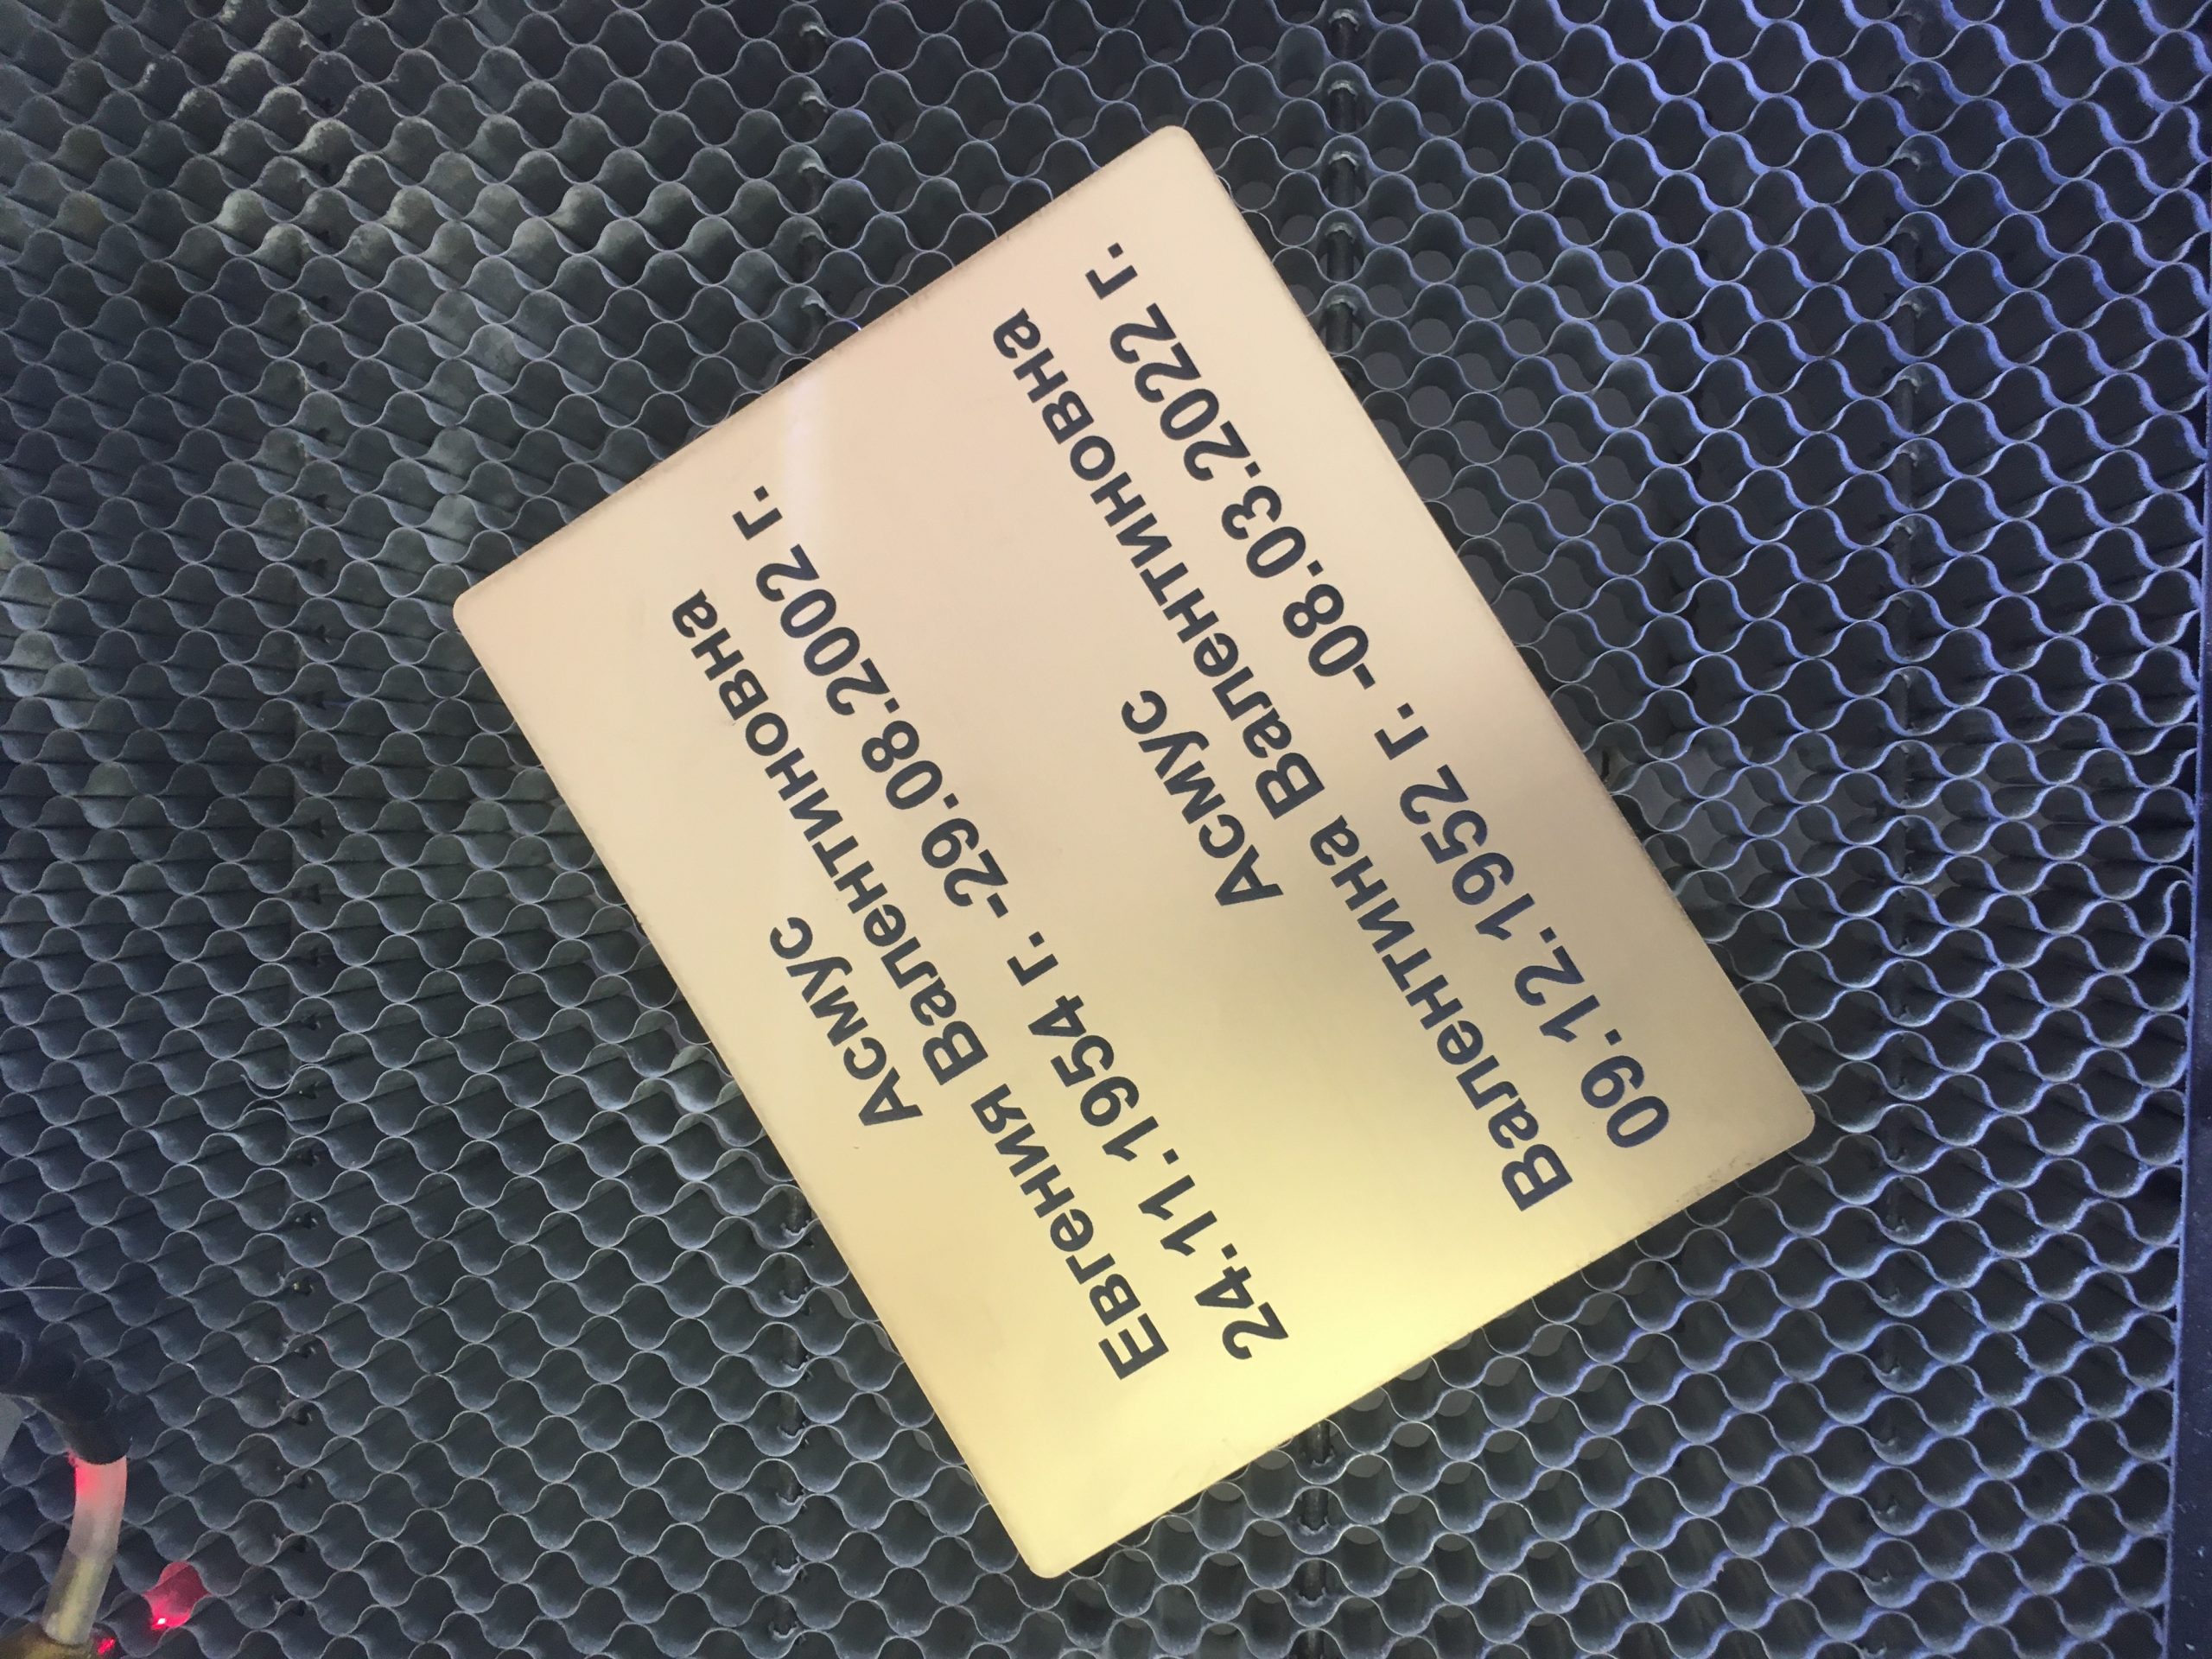 Асмус
Евгения Валентиновна
24.11.1954 г. -29.08.2002 г.
Асмус
Валентина Валентиновна
09.12.1952 г. -08.03.2022 г.